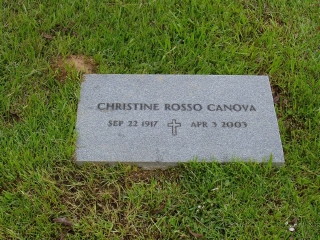 CHRISTINE ROSSO CANOVA
SEP 22 1917 APR 3 2003